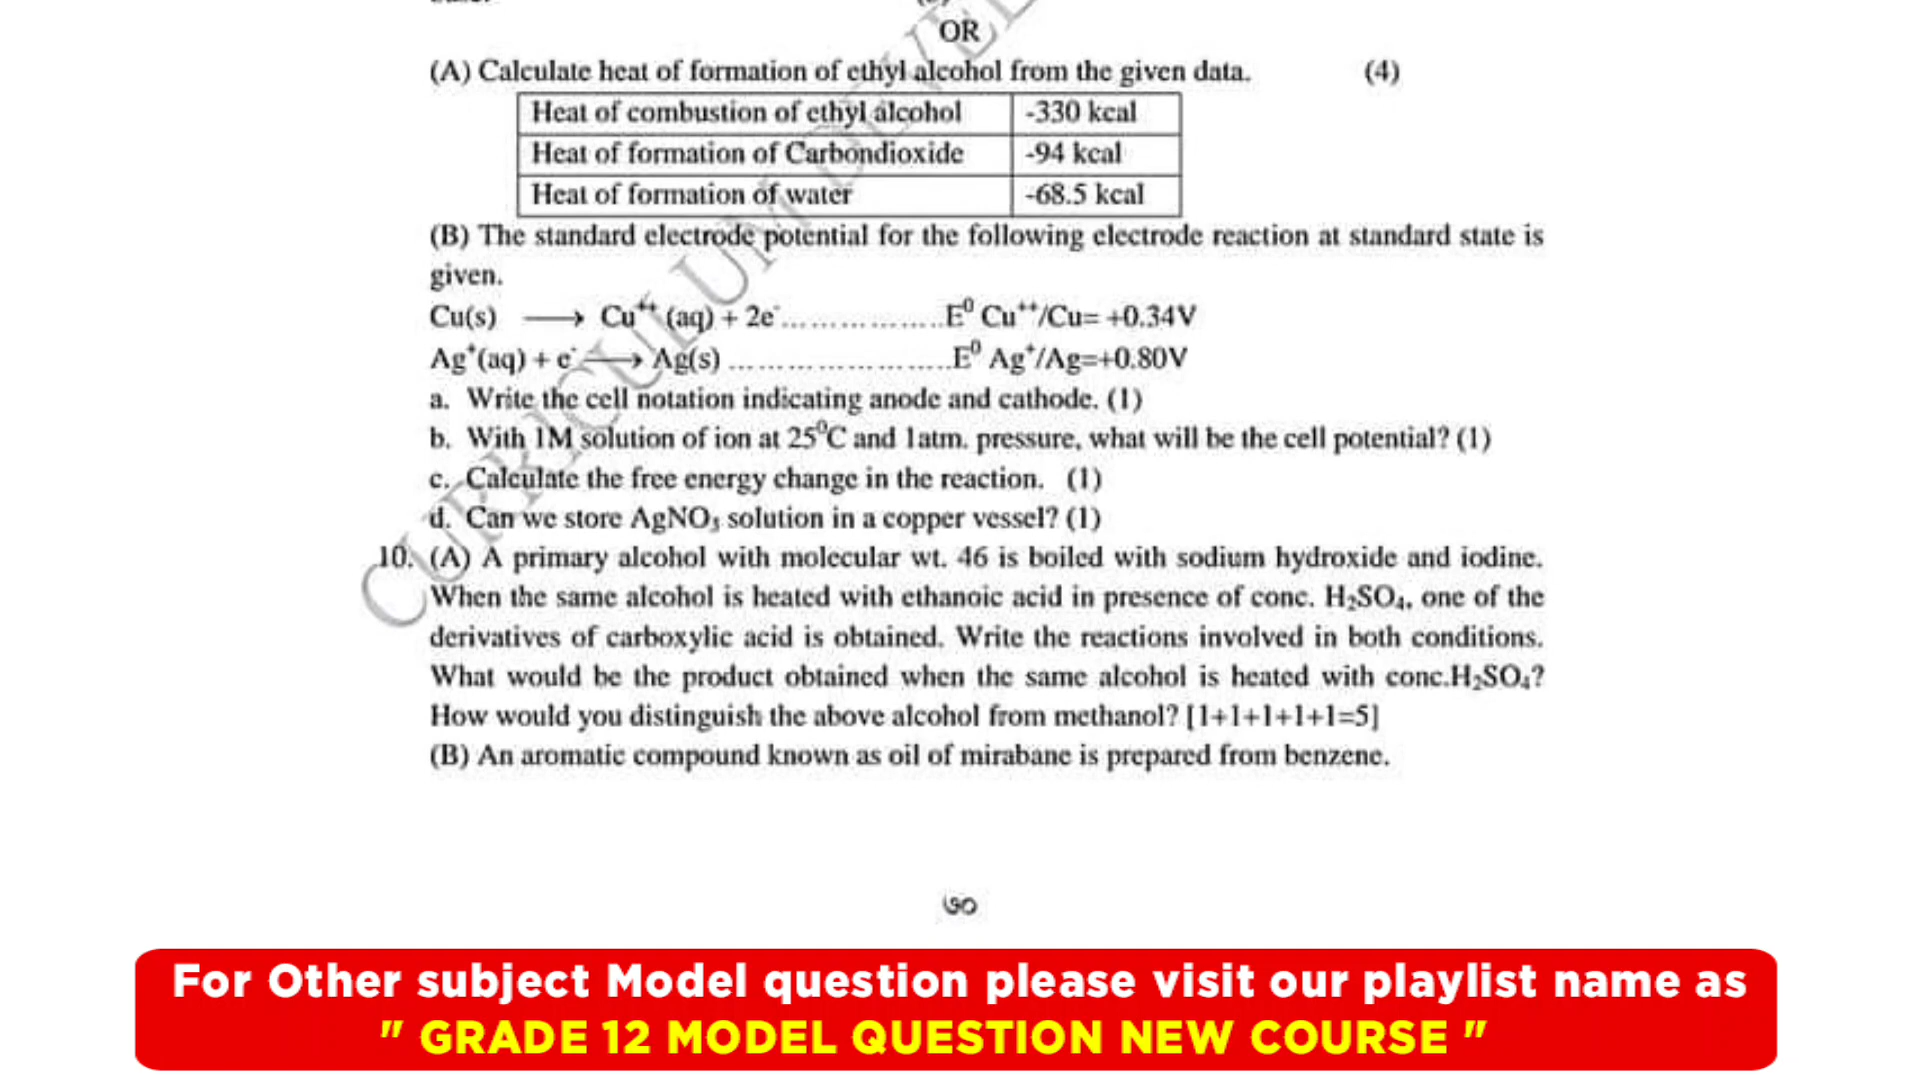 OR
(A) Calculate heat of formation of ethyl alcohol from the given data. (4)
Heat of combustion of ethyl alcohol -330 kcal
Heat of formation of Carbondioxide -94 kcal
Heat of formation of water -68.5 kcal
(B) The standard electrode potential for the following electrode reaction at standard state is
given.
Cu(s) ⟶ Cu⁺⁺ (aq) + 2e⁻.................E⁰ Cu⁺⁺/Cu= +0.34V
Ag⁺(aq) + e⁻ ⟶ Ag(s) .......................E⁰ Ag⁺/Ag=+0.80V
a. Write the cell notation indicating anode and cathode. (1)
b. With 1M solution of ion at 25⁰C and 1atm. pressure, what will be the cell potential? (1)
c. Calculate the free energy change in the reaction. (1)
d. Can we store AgNO₃ solution in a copper vessel? (1)
10. (A) A primary alcohol with molecular wt. 46 is boiled with sodium hydroxide and iodine.
When the same alcohol is heated with ethanoic acid in presence of conc. H₂SO₄, one of the
derivatives of carboxylic acid is obtained. Write the reactions involved in both conditions.
What would be the product obtained when the same alcohol is heated with conc.H₂SO₄?
How would you distinguish the above alcohol from methanol? [1+1+1+1+1=5]
(B) An aromatic compound known as oil of mirabane is prepared from benzene.
CURRICULUM
७०
For Other subject Model question please visit our playlist name as
" GRADE 12 MODEL QUESTION NEW COURSE "